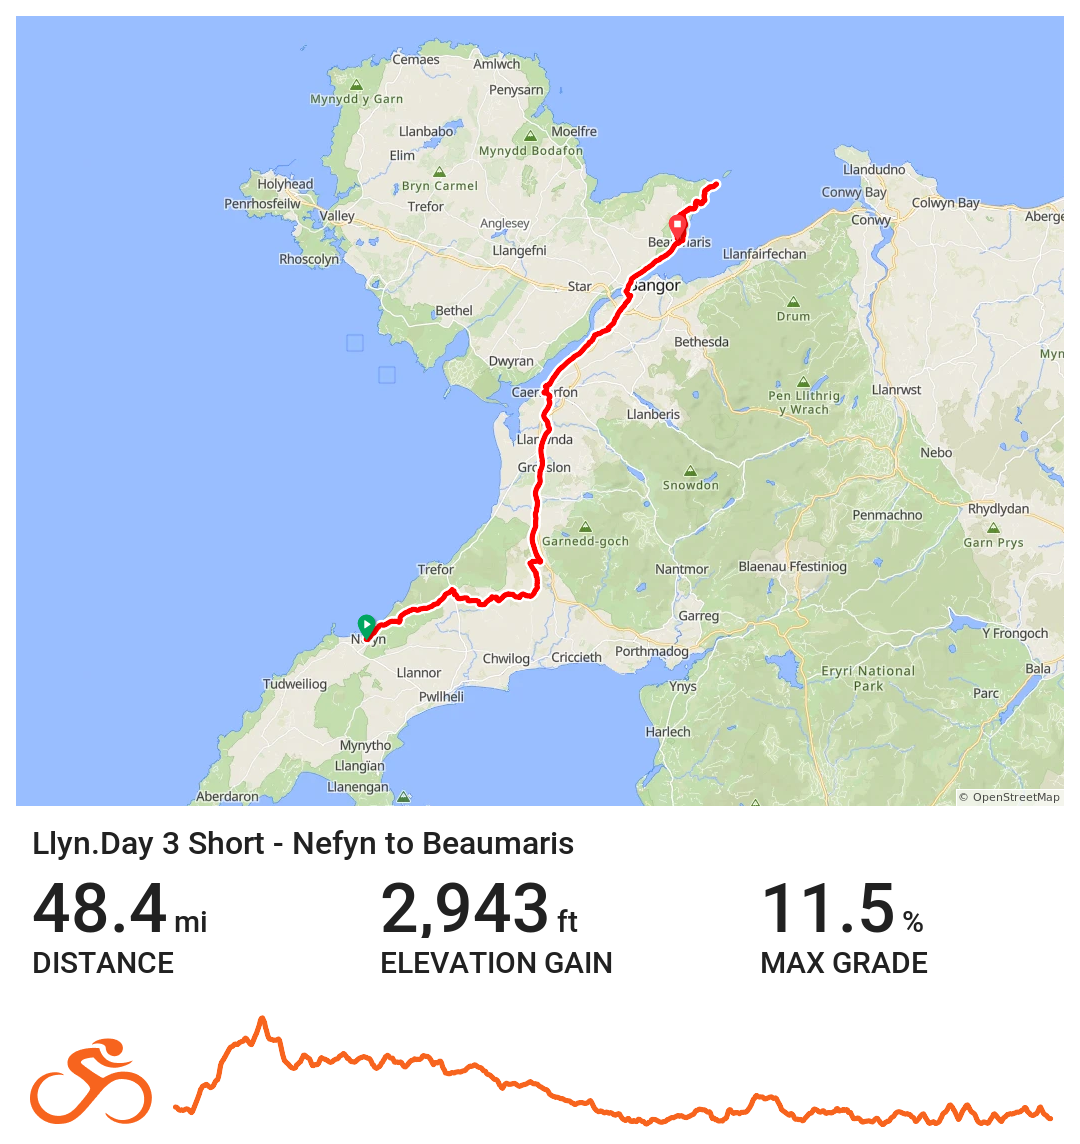 Cemaes
Amlwch
Mynydd y Garn
Penysarn
Llanbabo
Moelfre
Elim
Mynydd Bodafon
Bryn Carmel
Llandudno
Holyhead
Conwy Bay
Penrhosfeilw
Trefor
Colwyn Bay
Valley
Anglesey
Conwy
Aberge
Rhoscolyn
Llangefni
Beaumaris
Llanfairfechan
Star
Bangor
Bethel
Drum
Bethesda
Dwyran
Myn
Caernarfon
Pen Llithrig
y Wrach
Llanrwst
Llanberis
Llanwnda
Groeslon
Nebo
Snowdon
Rhydlydan
Penmachno
Garnedd-goch
Garn Prys
Trefor
Nantmor
Blaenau Ffestiniog
Garreg
Nefyn
Y Frongoch
Chwilog
Criccieth
Porthmadog
Llannor
Bala
Tudweiliog
Pwllheli
Ynys
Eryri National
Park
Parc
Harlech
Mynytho
Llangïan
Llanengan
Aberdaron
© OpenStreetMap
Llyn.Day 3 Short - Nefyn to Beaumaris
48.4 mi
2,943 ft
11.5 %
DISTANCE
ELEVATION GAIN
MAX GRADE